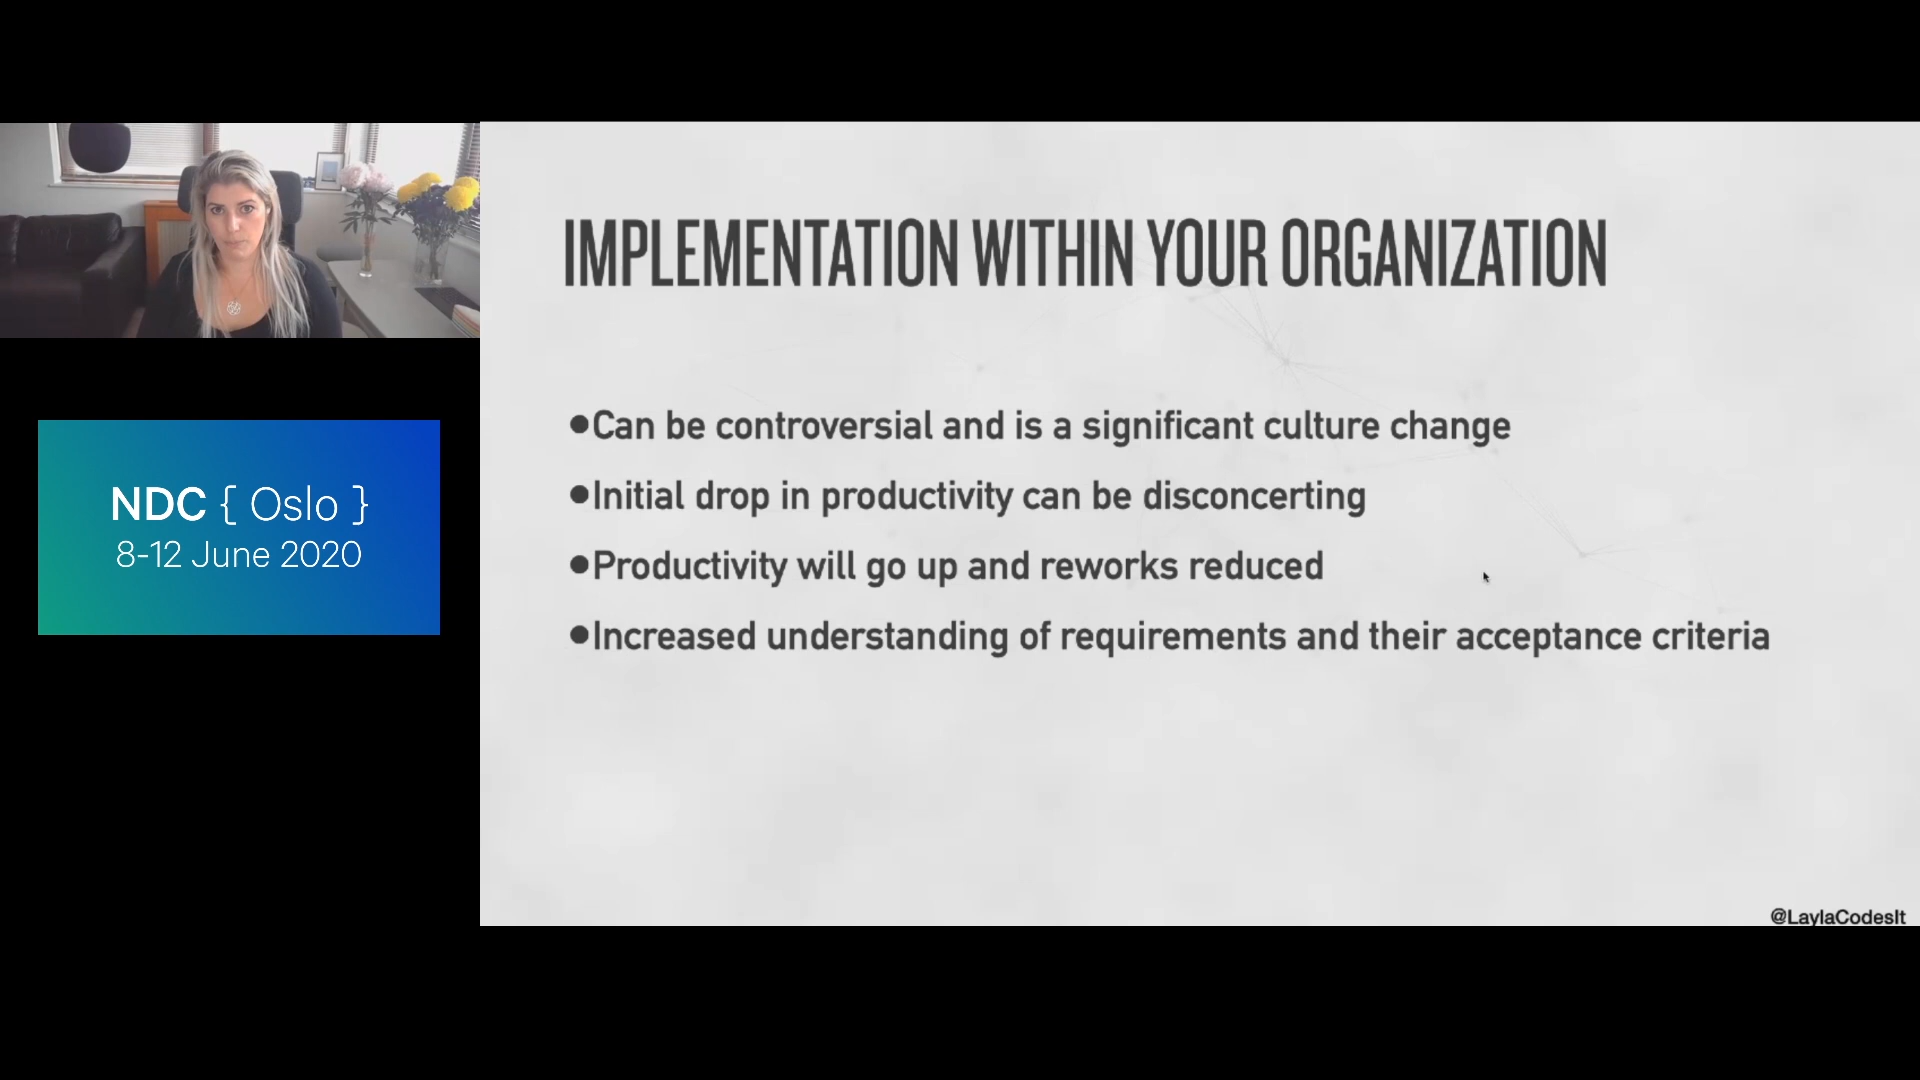 IMPLEMENTATION WITHIN YOUR ORGANIZATION
●Can be controversial and is a significant culture change
●Initial drop in productivity can be disconcerting
●Productivity will go up and reworks reduced
●Increased understanding of requirements and their acceptance criteria
NDC { Oslo }
8-12 June 2020
@LaylaCodesIt